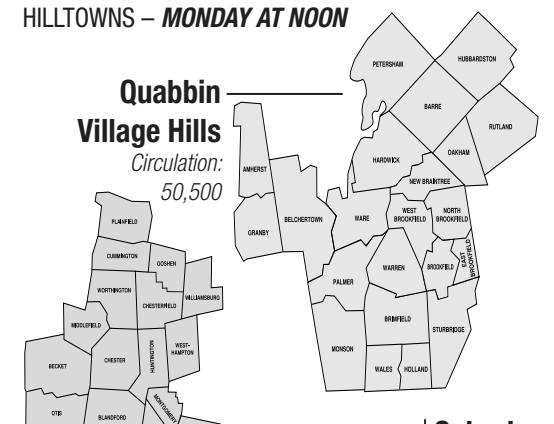 HILLTOWNS – MONDAY AT NOON
Quabbin
Village Hills
Circulation:
50,500
PETERSHAM
HUBBARDSTON
BARRE
RUTLAND
HARDWICK
OAKHAM
NEW BRAINTREE
AMHERST
GRANBY
BELCHERTOWN
WARE
WEST
BROOKFIELD
NORTH
BROOKFIELD
PALMER
WARREN
BROOKFIELD
EAST
BROOKFIELD
MONSON
BRIMFIELD
STURBRIDGE
WALES
HOLLAND
PLAINFIELD
CUMMINGTON
GOSHEN
WORTHINGTON
CHESTERFIELD
WILLIAMSBURG
MIDDLEFIELD
BECKET
CHESTER
HUNTINGTON
WEST-
HAMPTON
OTIS
BLANDFORD
MONTGOMERY